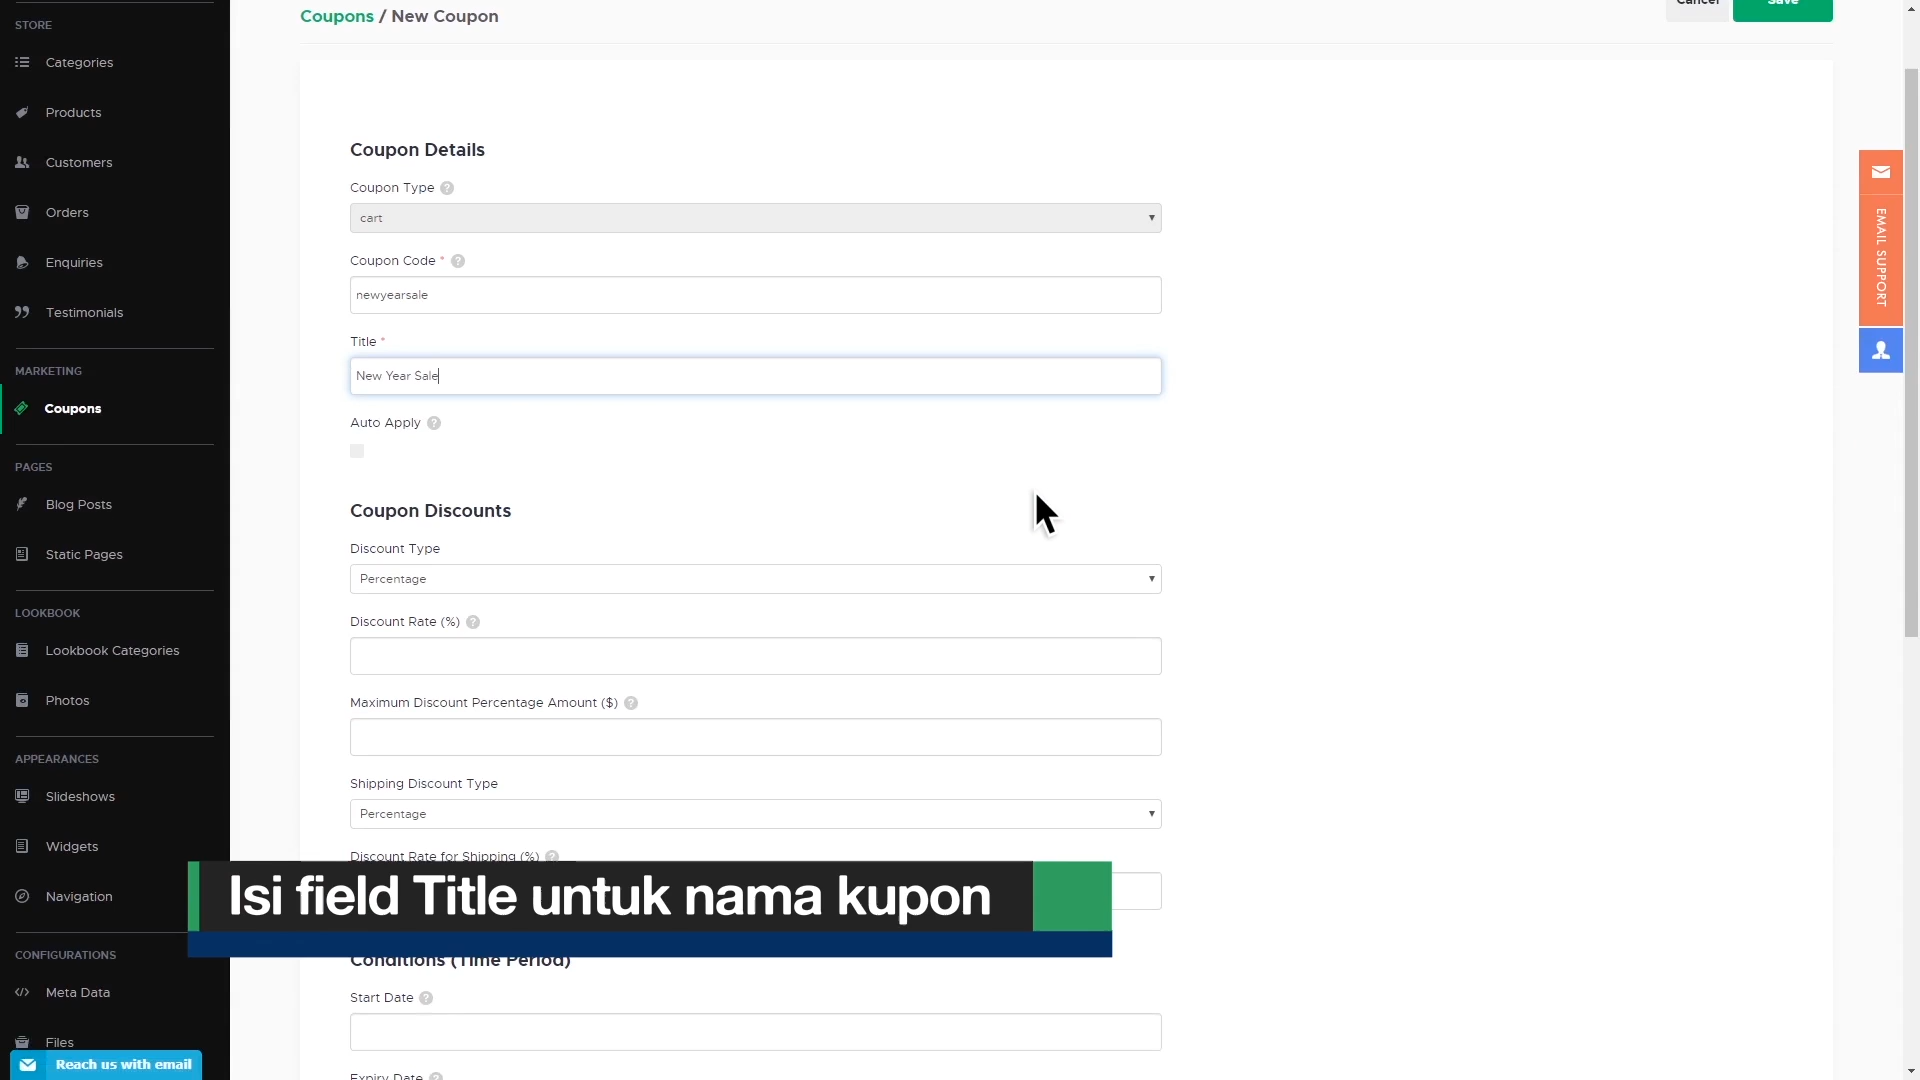 STORE
Categories
Products
Customers
Orders
Enquiries
Testimonials
MARKETING
Coupons
PAGES
Blog Posts
Static Pages
LOOKBOOK
Lookbook Categories
Photos
APPEARANCES
Slideshows
Widgets
Navigation
CONFIGURATIONS
Meta Data
Files
Reach us with email
Coupons / New Coupon
Cancel
Save
Coupon Details
Coupon Type ?
cart
Coupon Code * ?
newyearsale
Title *
New Year Sale
Auto Apply ?
Coupon Discounts
Discount Type
Percentage
Discount Rate (%) ?
Maximum Discount Percentage Amount ($) ?
Shipping Discount Type
Percentage
Discount Rate for Shipping (%) ?
Isi field Title untuk nama kupon
Conditions (Time Period)
Start Date ?
Expiry Date ?
EMAIL SUPPORT